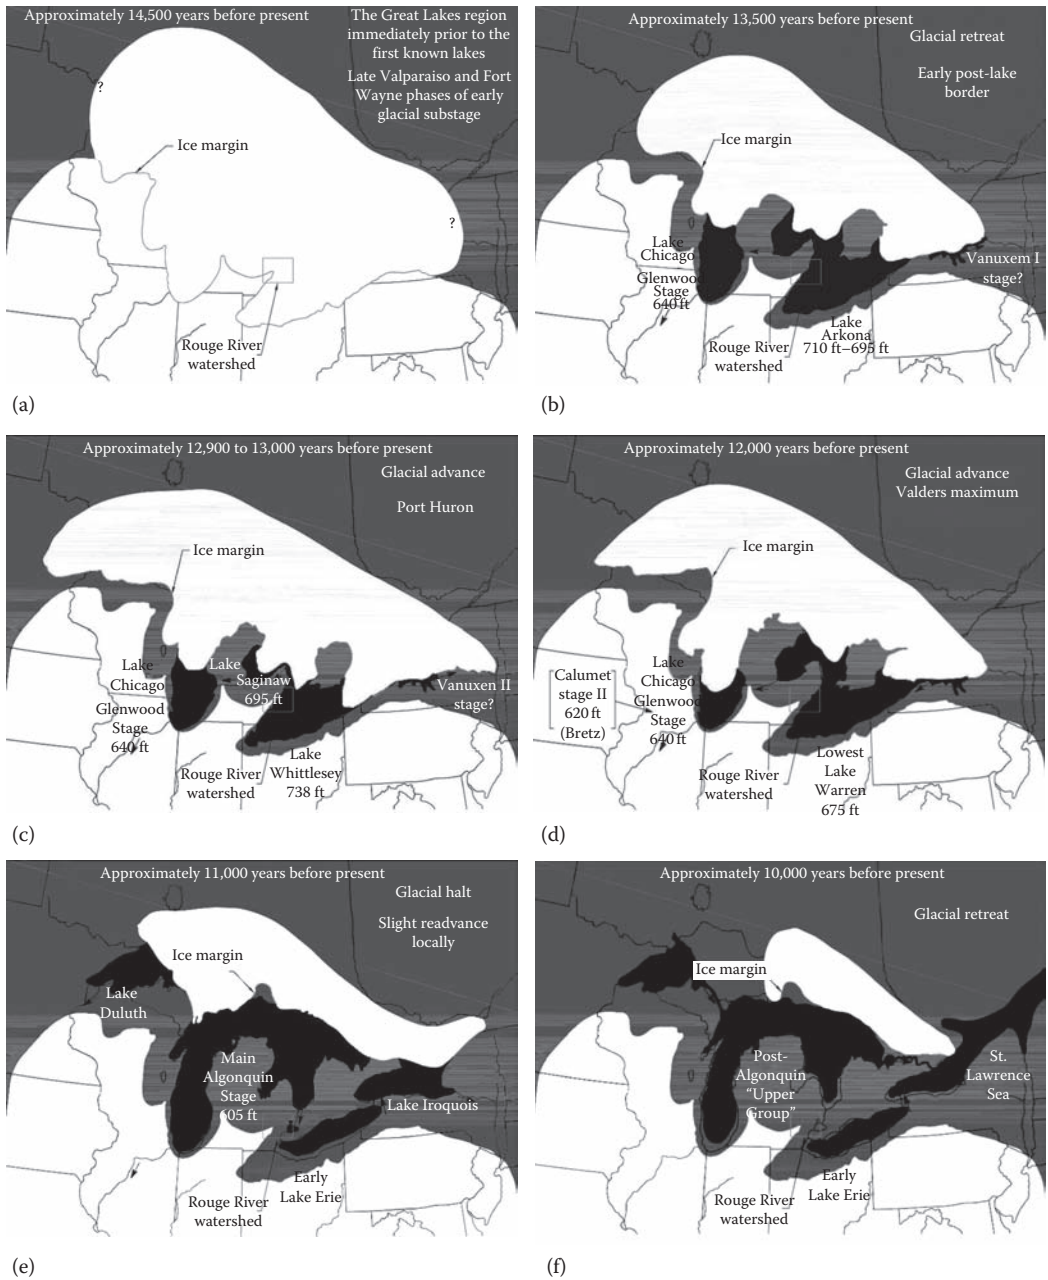 Approximately 14,500 years before present
The Great Lakes region
immediately prior to the
first known lakes
Late Valparaiso and Fort
Wayne phases of early
glacial substage
?
Ice margin
?
Rouge River
watershed
(a)
Approximately 13,500 years before present
Glacial retreat
Early post-lake
border
Ice margin
Lake
Chicago
Glenwood
Stage
640 ft
Vanuxem I
stage?
Lake
Arkona
710 ft–695 ft
Rouge River
watershed
(b)
Approximately 12,900 to 13,000 years before present
Glacial advance
Port Huron
Ice margin
Lake
Chicago
Glenwood
Stage
640 ft
Lake
Saginaw
695 ft
Vanuxen II
stage?
Rouge River
watershed
Lake
Whittlesey
738 ft
(c)
Approximately 12,000 years before present
Glacial advance
Valders maximum
Ice margin
Calumet
stage II
620 ft
(Bretz)
Lake
Chicago
Glenwood
Stage
640 ft
Rouge River
watershed
Lowest
Lake
Warren
675 ft
(d)
Approximately 11,000 years before present
Glacial halt
Slight readvance
locally
Ice margin
Lake
Duluth
Main
Algonquin
Stage
605 ft
Lake Iroquois
Early
Lake Erie
Rouge River
watershed
(e)
Approximately 10,000 years before present
Glacial retreat
Ice margin
Post-
Algonquin
“Upper
Group”
St.
Lawrence
Sea
Early
Lake Erie
Rouge River
watershed
(f)